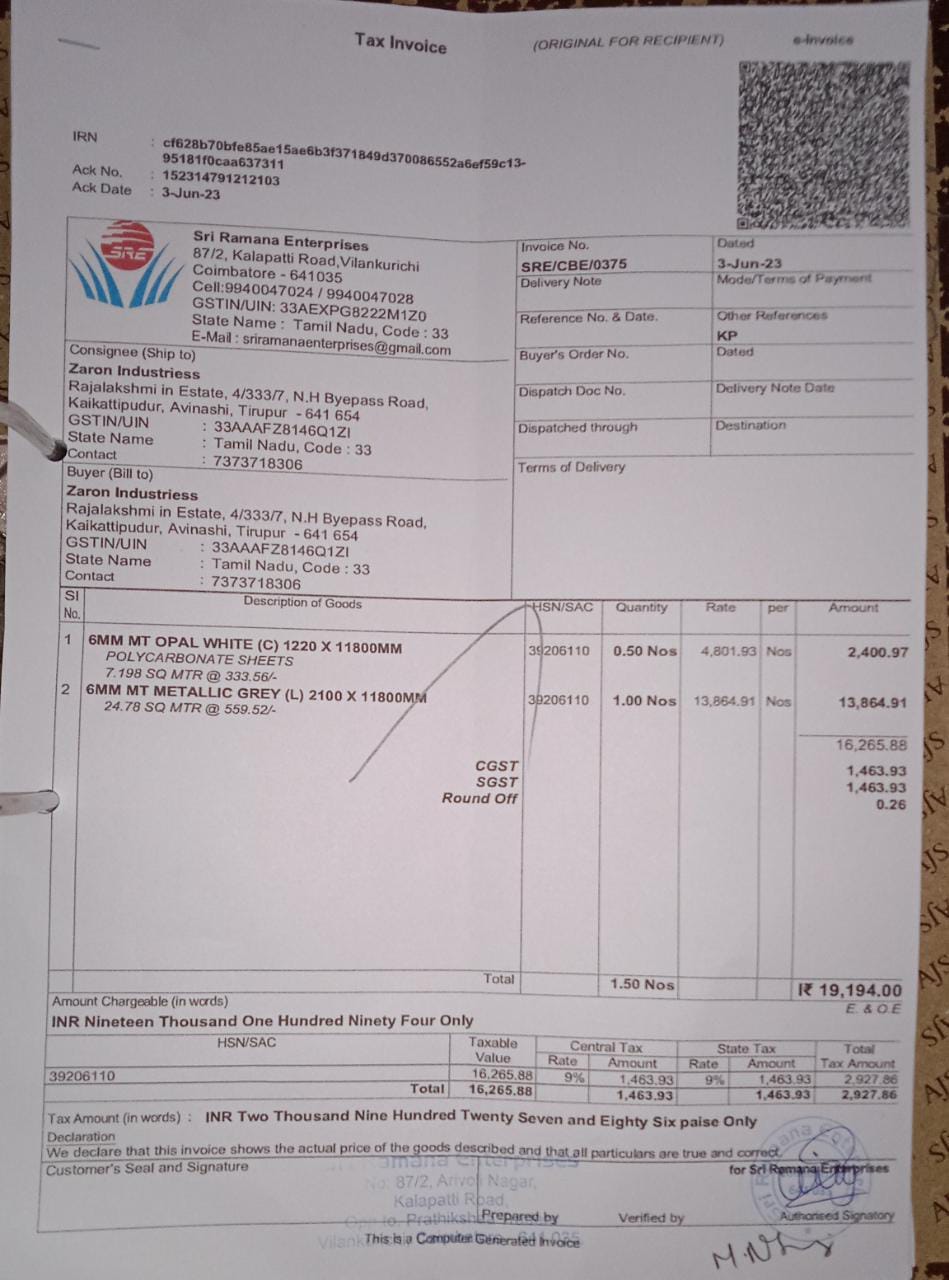 Tax Invoice
(ORIGINAL FOR RECIPIENT)
e-Invoice
IRN : cf628b70bfe85ae15ae6b3f371849d370086552a6ef59c13-
95181f0caa637311
Ack No. : 152314791212103
Ack Date : 3-Jun-23
SRE
Sri Ramana Enterprises
87/2, Kalapatti Road,Vilankurichi
Coimbatore - 641035
Cell:9940047024 / 9940047028
GSTIN/UIN: 33AEXPG8222M1Z0
State Name : Tamil Nadu, Code : 33
E-Mail : sriramanaenterprises@gmail.com
Invoice No. Dated
SRE/CBE/0375 3-Jun-23
Delivery Note Mode/Terms of Payment
Reference No. & Date. Other References
KP
Buyer's Order No. Dated
Dispatch Doc No. Delivery Note Date
Dispatched through Destination
Terms of Delivery
Consignee (Ship to)
Zaron Industriess
Rajalakshmi in Estate, 4/333/7, N.H Byepass Road,
Kaikattipudur, Avinashi, Tirupur - 641 654
GSTIN/UIN : 33AAAFZ8146Q1ZI
State Name : Tamil Nadu, Code : 33
Contact : 7373718306
Buyer (Bill to)
Zaron Industriess
Rajalakshmi in Estate, 4/333/7, N.H Byepass Road,
Kaikattipudur, Avinashi, Tirupur - 641 654
GSTIN/UIN : 33AAAFZ8146Q1ZI
State Name : Tamil Nadu, Code : 33
Contact : 7373718306
Sl No. Description of Goods HSN/SAC Quantity Rate per Amount
1 6MM MT OPAL WHITE (C) 1220 X 11800MM 39206110 0.50 Nos 4,801.93 Nos 2,400.97
POLYCARBONATE SHEETS
7.198 SQ MTR @ 333.56/-
2 6MM MT METALLIC GREY (L) 2100 X 11800MM 39206110 1.00 Nos 13,864.91 Nos 13,864.91
24.78 SQ MTR @ 559.52/-
16,265.88
CGST 1,463.93
SGST 1,463.93
Round Off 0.26
Total 1.50 Nos I₹ 19,194.00
Amount Chargeable (in words) E. & O.E
INR Nineteen Thousand One Hundred Ninety Four Only
HSN/SAC Taxable Value Central Tax State Tax Total Tax Amount
Rate Amount Rate Amount
39206110 16,265.88 9% 1,463.93 9% 1,463.93 2,927.86
Total 16,265.88 1,463.93 1,463.93 2,927.86
Tax Amount (in words) : INR Two Thousand Nine Hundred Twenty Seven and Eighty Six paise Only
Declaration
We declare that this invoice shows the actual price of the goods described and that all particulars are true and correct.
Customer's Seal and Signature
for Sri Ramana Enterprises
Ramana Enterprises
No: 87/2, Arivoli Nagar,
Kalapatti Road,
Prepared by Verified by Authorised Signatory
This is a Computer Generated Invoice